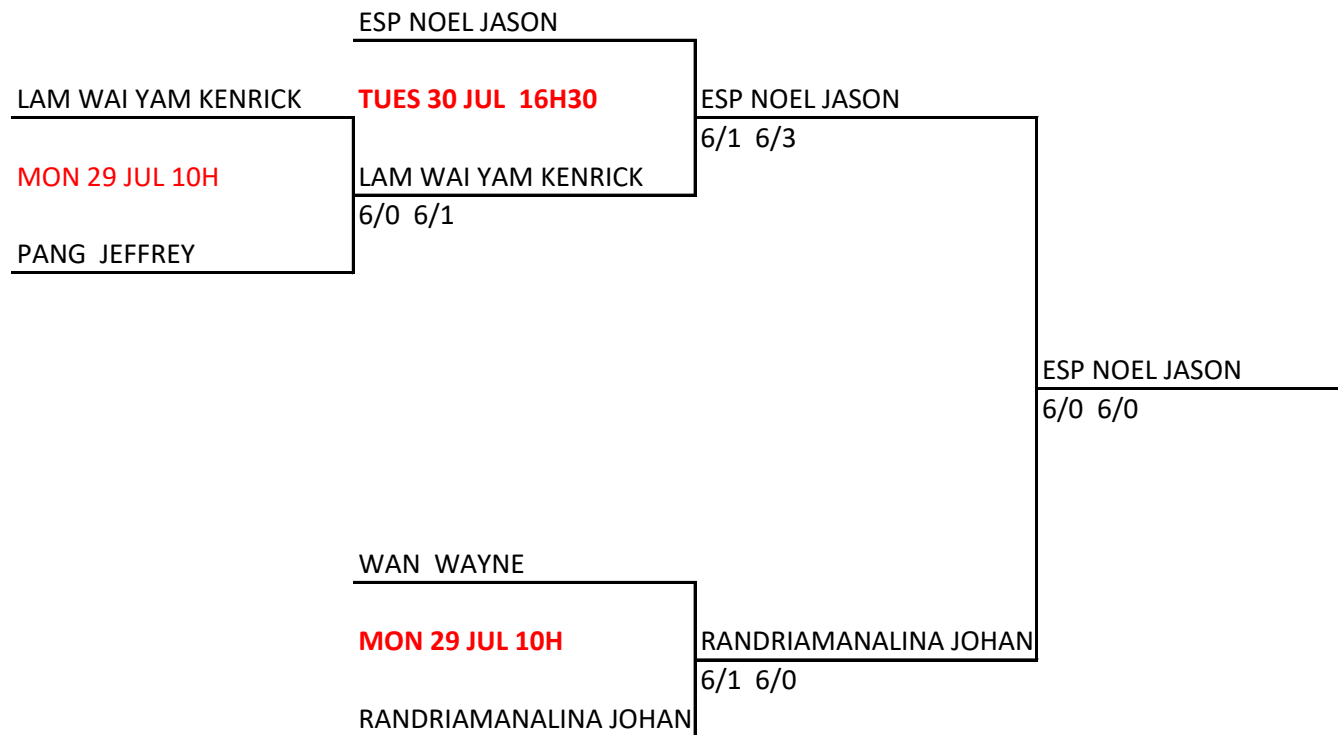 ESP NOEL JASON
LAM WAI YAM KENRICK
TUES 30 JUL  16H30
ESP NOEL JASON
6/1  6/3
MON 29 JUL 10H
LAM WAI YAM KENRICK
6/0  6/1
PANG  JEFFREY
ESP NOEL JASON
6/0  6/0
WAN  WAYNE
MON 29 JUL 10H
RANDRIAMANALINA JOHAN
6/1  6/0
RANDRIAMANALINA JOHAN